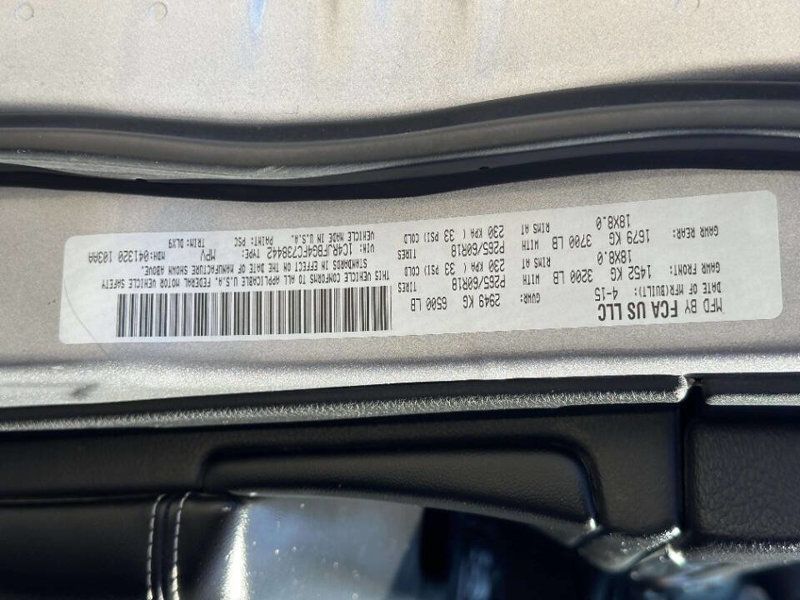 MFD BY FCA US LLC
DATE OF MFR(BUILT): 4-15
GVWR: 2949 KG 6500 LB
GAWR FRONT: 1452 KG 3200 LB WITH P265/60R18 TIRES
18X8.0 RIMS AT 230 KPA( 33 PSI) COLD
GAWR REAR: 1679 KG 3700 LB WITH P265/60R18 TIRES
18X8.0 RIMS AT 230 KPA( 33 PSI) COLD
THIS VEHICLE CONFORMS TO ALL APPLICABLE U.S.A. FEDERAL MOTOR VEHICLE SAFETY
STANDARDS IN EFFECT ON THE DATE OF MANUFACTURE SHOWN ABOVE
VIN: 1C4RJFBG4FC738442 TYPE: MPV MDH:041320 103AA
VEHICLE MADE IN U.S.A. PAINT: PSC TRIM:DLX9